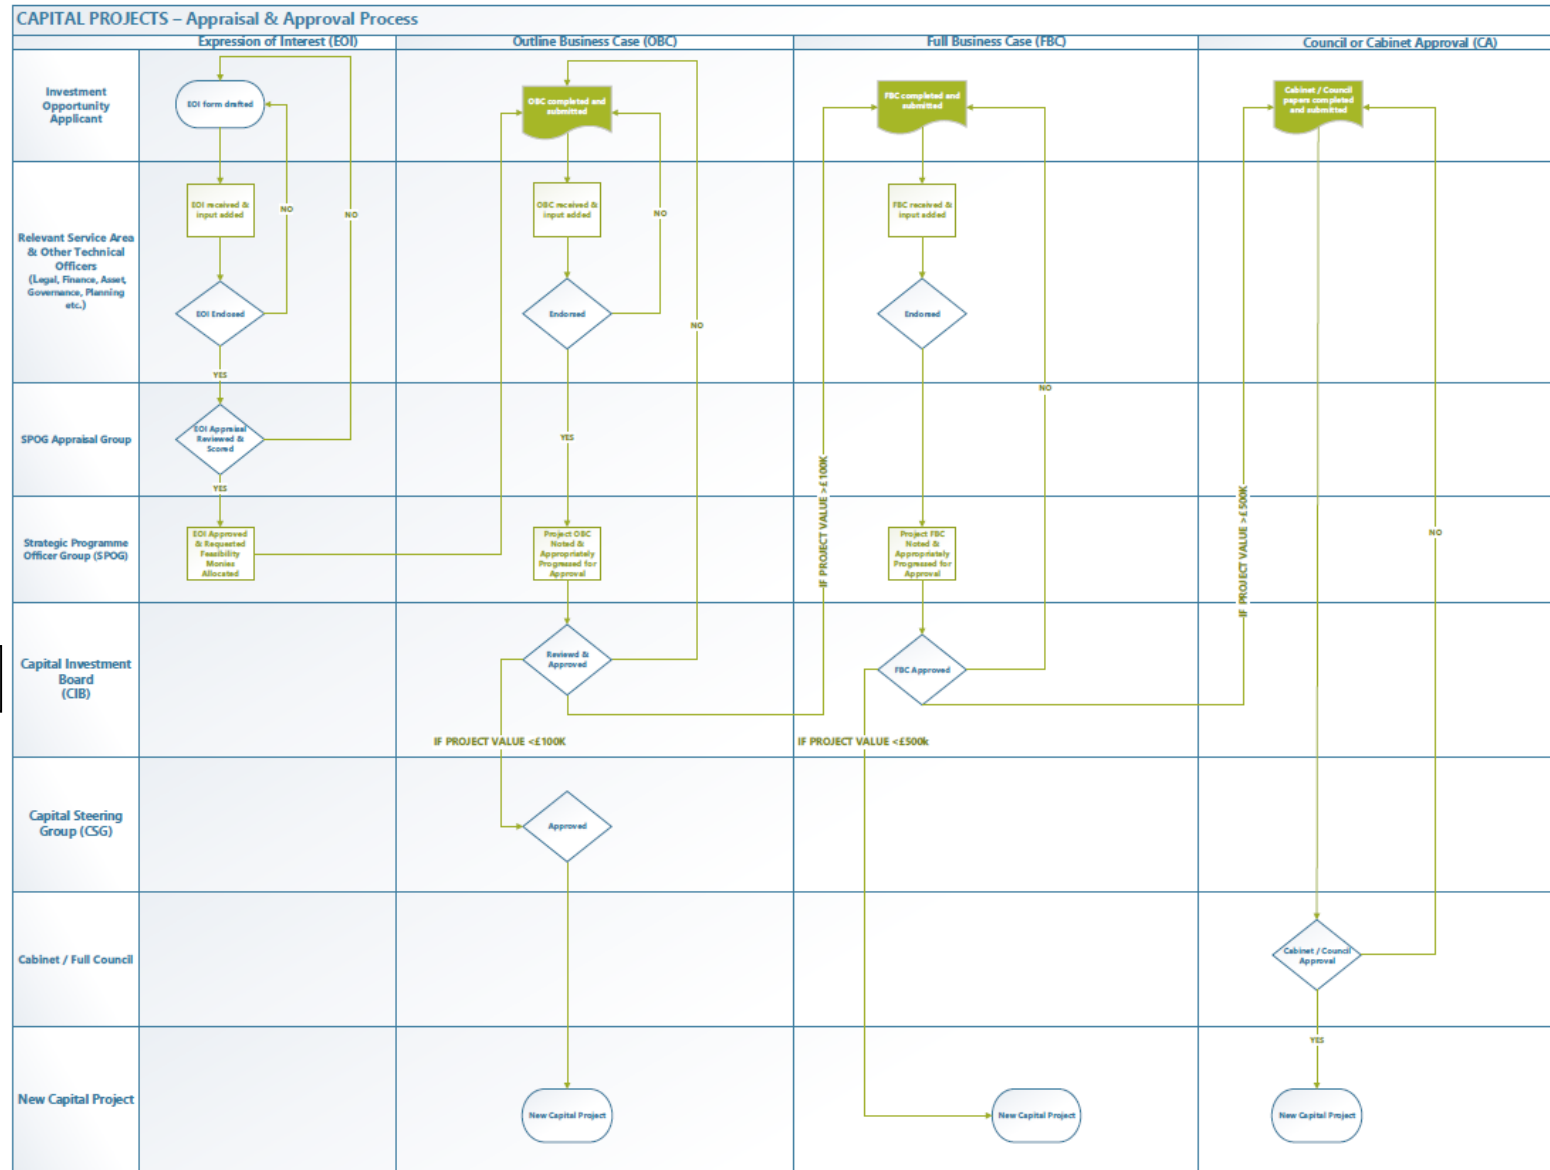 CAPITAL PROJECTS – Appraisal & Approval Process
Expression of Interest (EOI)
Outline Business Case (OBC)
Full Business Case (FBC)
Council or Cabinet Approval (CA)
Investment
Opportunity
Applicant
EOI form drafted
OBC completed and
submitted
FBC completed and
submitted
Cabinet / Council
papers completed
and submitted
Relevant Service Area
& Other Technical
Officers
(Legal, Finance, Asset,
Governance, Planning
etc.)
EOI received &
input added
NO
NO
OBC received &
input added
NO
FBC received &
input added
EOI Endosed
Endorsed
NO
Endorsed
YES
NO
SPOG Appraisal Group
EOI Appraisal
Reviewed &
Scored
YES
YES
IF PROJECT VALUE >£100K
IF PROJECT VALUE >£500K
Strategic Programme
Officer Group (SPOG)
EOI Approved
& Requested
Feasibility
Monies
Allocated
Project OBC
Noted &
Appropriately
Progressed for
Approval
Project FBC
Noted &
Appropriately
Progressed for
Approval
NO
Capital Investment
Board
(CIB)
Reviewd &
Approved
FBC Approved
IF PROJECT VALUE <£100K
IF PROJECT VALUE <£500k
Capital Steering
Group (CSG)
Approved
Cabinet / Full Council
Cabinet / Council
Approval
YES
New Capital Project
New Capital Project
New Capital Project
New Capital Project